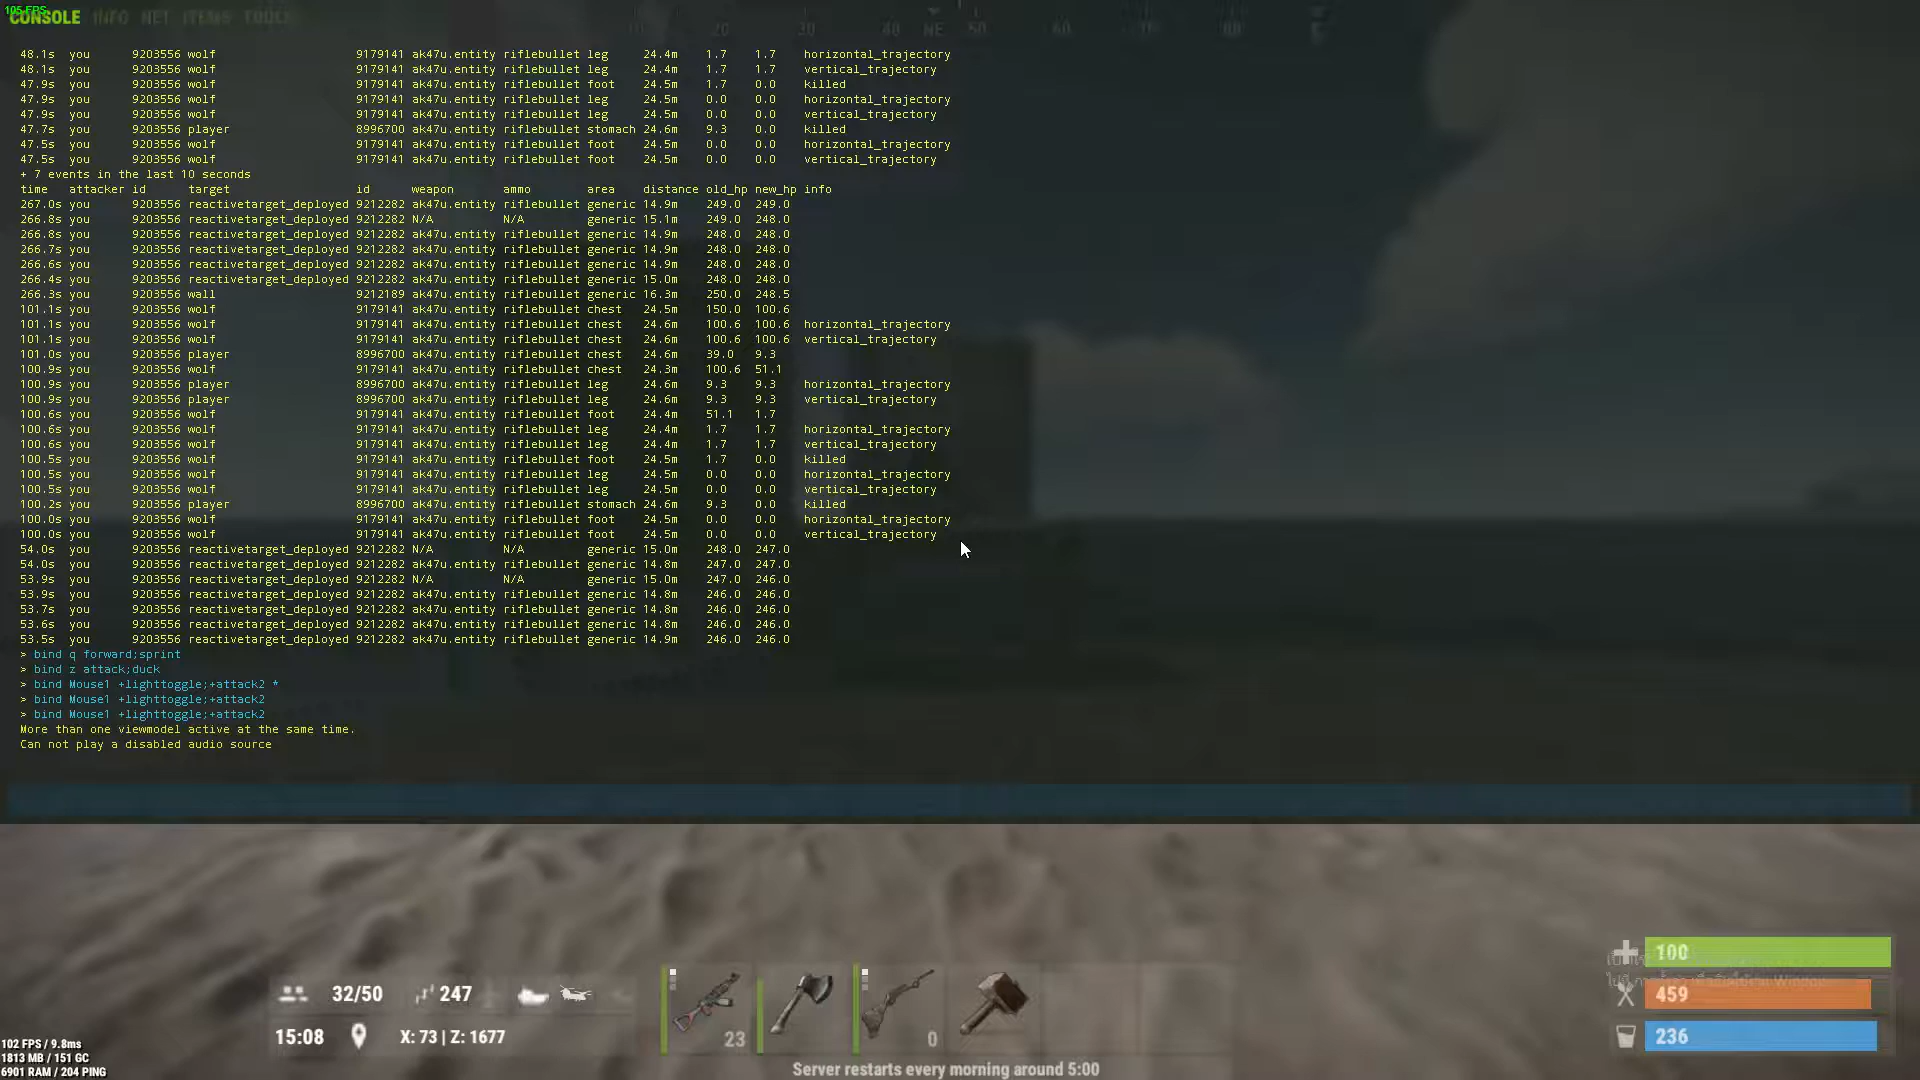 105 FPS
CONSOLE INFO NET ITEMS TOOLS
20 30 NE 50 60 80
48.1s you 9203556 wolf 9179141 ak47u.entity riflebullet leg 24.4m 1.7 1.7 horizontal_trajectory
48.1s you 9203556 wolf 9179141 ak47u.entity riflebullet leg 24.4m 1.7 1.7 vertical_trajectory
47.9s you 9203556 wolf 9179141 ak47u.entity riflebullet foot 24.5m 1.7 0.0 killed
47.9s you 9203556 wolf 9179141 ak47u.entity riflebullet leg 24.5m 0.0 0.0 horizontal_trajectory
47.9s you 9203556 wolf 9179141 ak47u.entity riflebullet leg 24.5m 0.0 0.0 vertical_trajectory
47.7s you 9203556 player 8996700 ak47u.entity riflebullet stomach 24.6m 9.3 0.0 killed
47.5s you 9203556 wolf 9179141 ak47u.entity riflebullet foot 24.5m 0.0 0.0 horizontal_trajectory
47.5s you 9203556 wolf 9179141 ak47u.entity riflebullet foot 24.5m 0.0 0.0 vertical_trajectory
+ 7 events in the last 10 seconds
time attacker id target id weapon ammo area distance old_hp new_hp info
267.0s you 9203556 reactivetarget_deployed 9212282 ak47u.entity riflebullet generic 14.9m 249.0 249.0
266.8s you 9203556 reactivetarget_deployed 9212282 N/A N/A generic 15.1m 249.0 248.0
266.8s you 9203556 reactivetarget_deployed 9212282 ak47u.entity riflebullet generic 14.9m 248.0 248.0
266.7s you 9203556 reactivetarget_deployed 9212282 ak47u.entity riflebullet generic 14.9m 248.0 248.0
266.6s you 9203556 reactivetarget_deployed 9212282 ak47u.entity riflebullet generic 14.9m 248.0 248.0
266.4s you 9203556 reactivetarget_deployed 9212282 ak47u.entity riflebullet generic 15.0m 248.0 248.0
266.3s you 9203556 wall 9212189 ak47u.entity riflebullet generic 16.3m 250.0 248.5
101.1s you 9203556 wolf 9179141 ak47u.entity riflebullet chest 24.5m 150.0 100.6
101.1s you 9203556 wolf 9179141 ak47u.entity riflebullet chest 24.6m 100.6 100.6 horizontal_trajectory
101.1s you 9203556 wolf 9179141 ak47u.entity riflebullet chest 24.6m 100.6 100.6 vertical_trajectory
101.0s you 9203556 player 8996700 ak47u.entity riflebullet chest 24.6m 39.0 9.3
100.9s you 9203556 wolf 9179141 ak47u.entity riflebullet chest 24.3m 100.6 51.1
100.9s you 9203556 player 8996700 ak47u.entity riflebullet leg 24.6m 9.3 9.3 horizontal_trajectory
100.9s you 9203556 player 8996700 ak47u.entity riflebullet leg 24.6m 9.3 9.3 vertical_trajectory
100.6s you 9203556 wolf 9179141 ak47u.entity riflebullet foot 24.4m 51.1 1.7
100.6s you 9203556 wolf 9179141 ak47u.entity riflebullet leg 24.4m 1.7 1.7 horizontal_trajectory
100.6s you 9203556 wolf 9179141 ak47u.entity riflebullet leg 24.4m 1.7 1.7 vertical_trajectory
100.5s you 9203556 wolf 9179141 ak47u.entity riflebullet foot 24.5m 1.7 0.0 killed
100.5s you 9203556 wolf 9179141 ak47u.entity riflebullet leg 24.5m 0.0 0.0 horizontal_trajectory
100.5s you 9203556 wolf 9179141 ak47u.entity riflebullet leg 24.5m 0.0 0.0 vertical_trajectory
100.2s you 9203556 player 8996700 ak47u.entity riflebullet stomach 24.6m 9.3 0.0 killed
100.0s you 9203556 wolf 9179141 ak47u.entity riflebullet foot 24.5m 0.0 0.0 horizontal_trajectory
100.0s you 9203556 wolf 9179141 ak47u.entity riflebullet foot 24.5m 0.0 0.0 vertical_trajectory
54.0s you 9203556 reactivetarget_deployed 9212282 N/A N/A generic 15.0m 248.0 247.0
54.0s you 9203556 reactivetarget_deployed 9212282 ak47u.entity riflebullet generic 14.8m 247.0 247.0
53.9s you 9203556 reactivetarget_deployed 9212282 N/A N/A generic 15.0m 247.0 246.0
53.9s you 9203556 reactivetarget_deployed 9212282 ak47u.entity riflebullet generic 14.8m 246.0 246.0
53.7s you 9203556 reactivetarget_deployed 9212282 ak47u.entity riflebullet generic 14.8m 246.0 246.0
53.6s you 9203556 reactivetarget_deployed 9212282 ak47u.entity riflebullet generic 14.8m 246.0 246.0
53.5s you 9203556 reactivetarget_deployed 9212282 ak47u.entity riflebullet generic 14.9m 246.0 246.0
> bind q forward;sprint
> bind z attack;duck
> bind Mouse1 +lighttoggle;+attack2 *
> bind Mouse1 +lighttoggle;+attack2
> bind Mouse1 +lighttoggle;+attack2
More than one viewmodel active at the same time.
Can not play a disabled audio source
100
32/50 247
459
15:08 X: 73 | Z: 1677
23 0
236
102 FPS / 9.8ms
1813 MB / 151 GC
6901 RAM / 204 PING
Server restarts every morning around 5:00